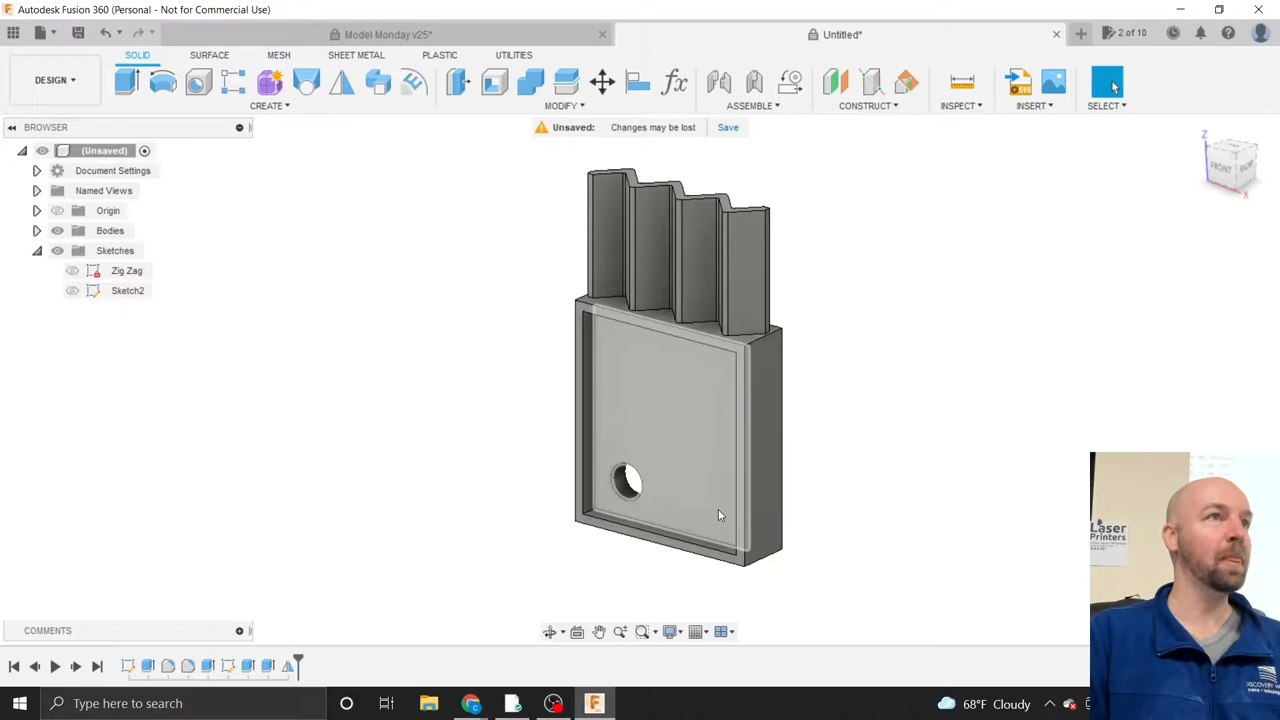 Autodesk Fusion 360 (Personal - Not for Commercial Use)
Model Monday v25*
Untitled*
2 of 10
DESIGN
SOLID
SURFACE
MESH
SHEET METAL
PLASTIC
UTILITIES
CREATE
MODIFY
ASSEMBLE
CONSTRUCT
INSPECT
INSERT
SELECT
BROWSER
Unsaved: Changes may be lost
Save
(Unsaved)
Document Settings
Named Views
Origin
Bodies
Sketches
Zig Zag
Sketch2
Z
FRONT
RIGHT
X
Laser
Printers
COMMENTS
Type here to search
68°F Cloudy